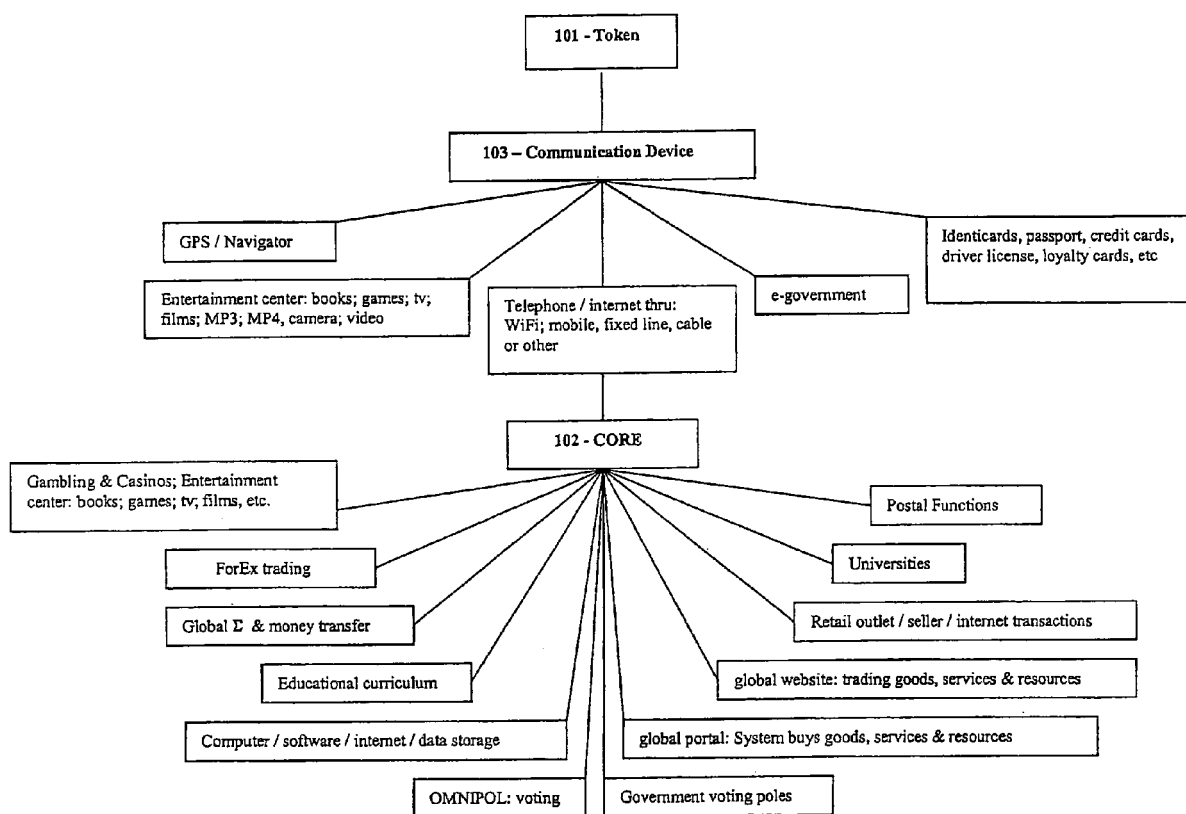 101 - Token
103 – Communication Device
GPS / Navigator
Identicards, passport, credit cards,
driver license, loyalty cards, etc
Entertainment center: books; games; tv;
films; MP3; MP4, camera; video
Telephone / internet thru:
WiFi; mobile, fixed line, cable
or other
e-government
102 - CORE
Gambling & Casinos; Entertainment
center: books; games; tv; films, etc.
Postal Functions
ForEx trading
Universities
Global Σ & money transfer
Retail outlet / seller / internet transactions
Educational curriculum
global website: trading goods, services & resources
Computer / software / internet / data storage
global portal: System buys goods, services & resources
OMNIPOL: voting
Government voting poles